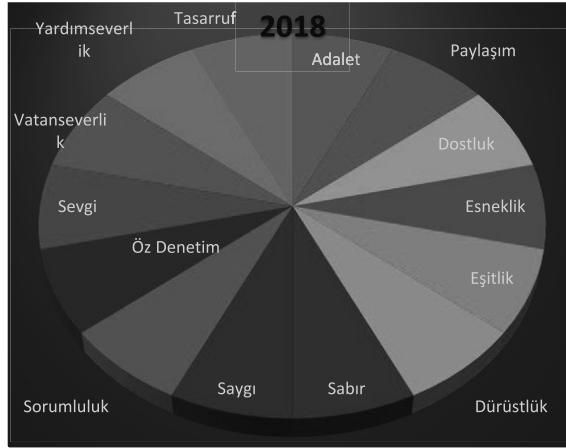 2018
Tasarruf
Yardımseverl
ik
Adalet
Paylaşım
Vatanseverli
k
Dostluk
Sevgi
Esneklik
Öz Denetim
Eşitlik
Saygı
Sabır
Sorumluluk
Dürüstlük